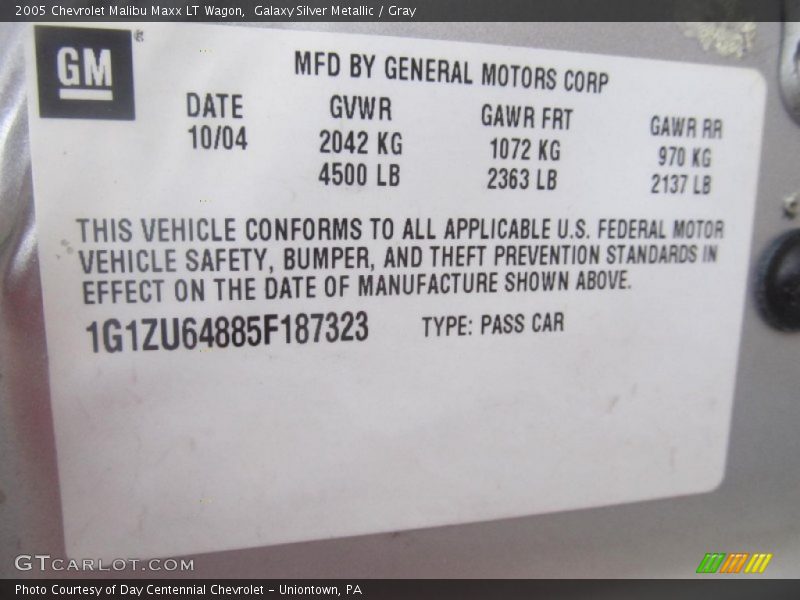 2005 Chevrolet Malibu Maxx LT Wagon, Galaxy Silver Metallic / Gray
GM ®
MFD BY GENERAL MOTORS CORP
DATE GVWR GAWR FRT GAWR RR
10/04 2042 KG 1072 KG 970 KG
4500 LB 2363 LB 2137 LB
THIS VEHICLE CONFORMS TO ALL APPLICABLE U.S. FEDERAL MOTOR
VEHICLE SAFETY, BUMPER, AND THEFT PREVENTION STANDARDS IN
EFFECT ON THE DATE OF MANUFACTURE SHOWN ABOVE.
1G1ZU64885F187323 TYPE: PASS CAR
GTCARLOT.COM
Photo Courtesy of Day Centennial Chevrolet - Uniontown, PA